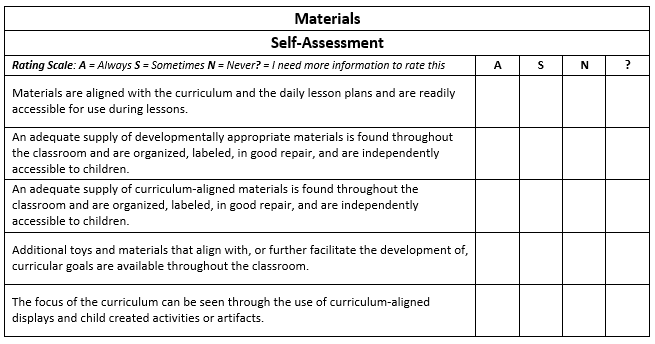 Materials
Self-Assessment
Rating Scale: A = Always S = Sometimes N = Never? = I need more information to rate this A S N ?
Materials are aligned with the curriculum and the daily lesson plans and are readily
accessible for use during lessons.
An adequate supply of developmentally appropriate materials is found throughout
the classroom and are organized, labeled, in good repair, and are independently
accessible to children.
An adequate supply of curriculum-aligned materials is found throughout the
classroom and are organized, labeled, in good repair, and are independently
accessible to children.
Additional toys and materials that align with, or further facilitate the development of,
curricular goals are available throughout the classroom.
The focus of the curriculum can be seen through the use of curriculum-aligned
displays and child created activities or artifacts.